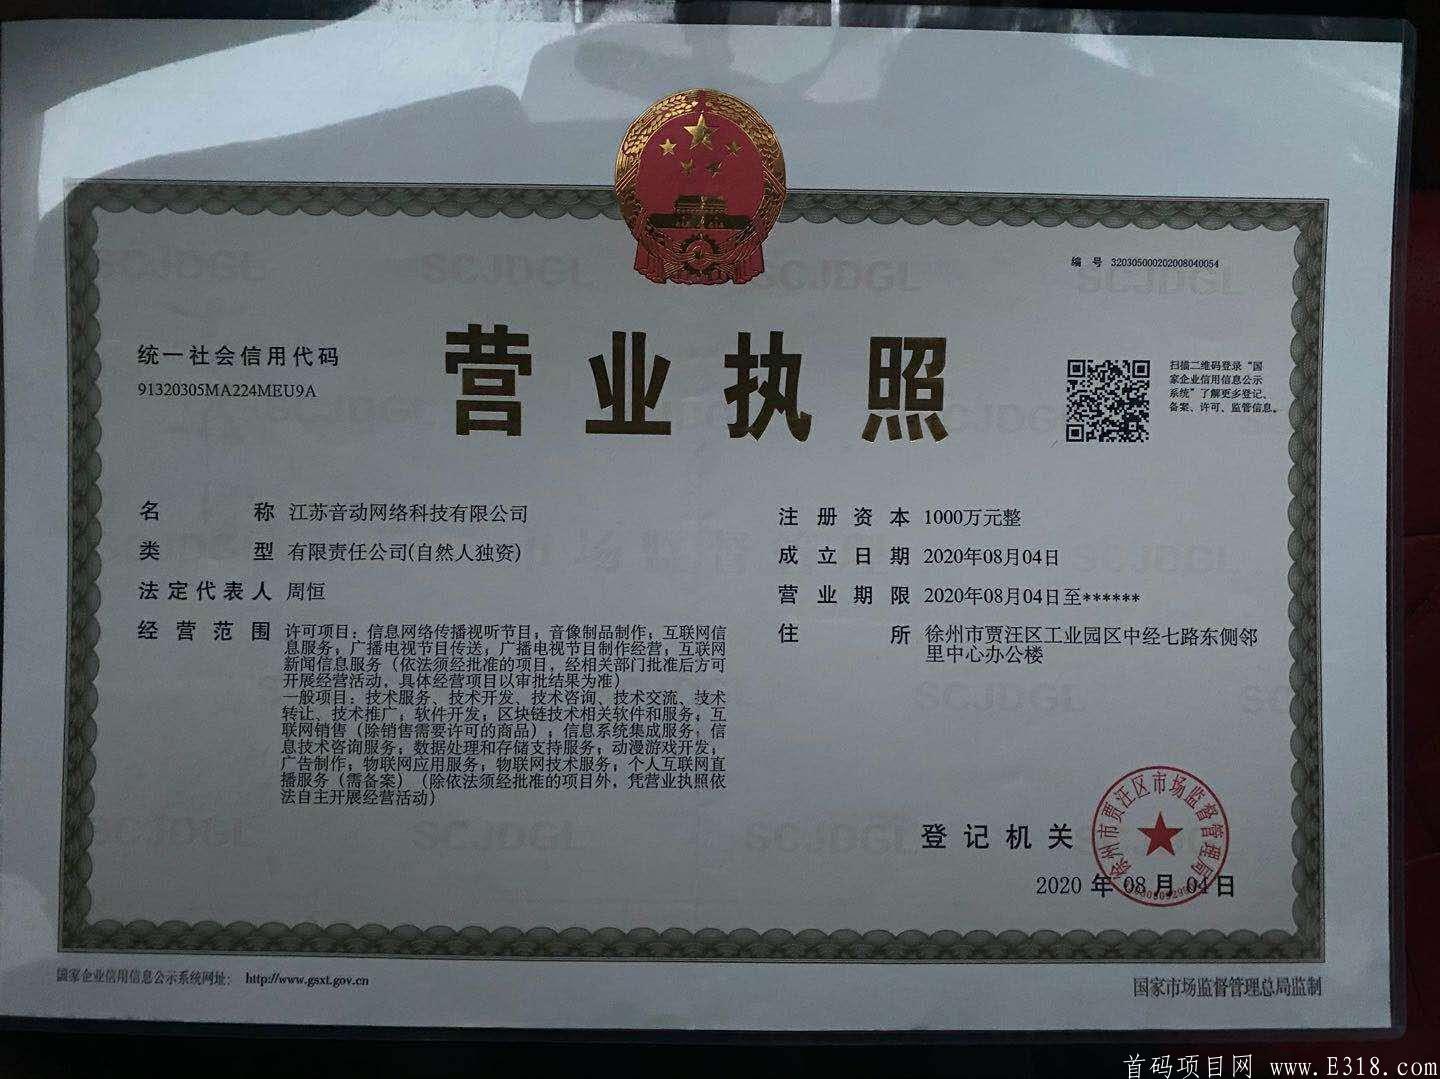 编号 320305000202008040054
统一社会信用代码
91320305MA224MEU9A
营业执照
扫描二维码登录“国
家企业信用信息公示
系统”了解更多登记、
备案、许可、监管信息。
名称 江苏音动网络科技有限公司
类型 有限责任公司(自然人独资)
法定代表人 周恒
经营范围 许可项目：信息网络传播视听节目；音像制品制作；互联网信
息服务；广播电视节目传送；广播电视节目制作经营；互联网
新闻信息服务（依法须经批准的项目，经相关部门批准后方可
开展经营活动，具体经营项目以审批结果为准）
一般项目：技术服务、技术开发、技术咨询、技术交流、技术
转让、技术推广；软件开发；区块链技术相关软件和服务；互
联网销售（除销售需要许可的商品）；信息系统集成服务；信
息技术咨询服务；数据处理和存储支持服务；动漫游戏开发；
广告制作；物联网应用服务；物联网技术服务；个人互联网直
播服务（需备案）（除依法须经批准的项目外，凭营业执照依
法自主开展经营活动）
注册资本 1000万元整
成立日期 2020年08月04日
营业期限 2020年08月04日至******
住所 徐州市贾汪区工业园区中经七路东侧邻
里中心办公楼
登记机关
徐州市贾汪区市场监督管理局
2020 年 08 月 04 日
国家企业信用信息公示系统网址： http://www.gsxt.gov.cn
国家市场监督管理总局监制
首码项目网 www.E318.com